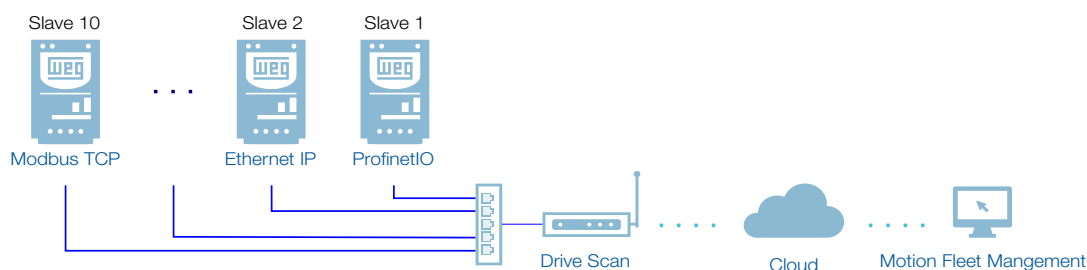 Slave 10 Slave 2 Slave 1
weg weg weg
Modbus TCP Ethernet IP ProfinetIO
Drive Scan Cloud Motion Fleet Mangement